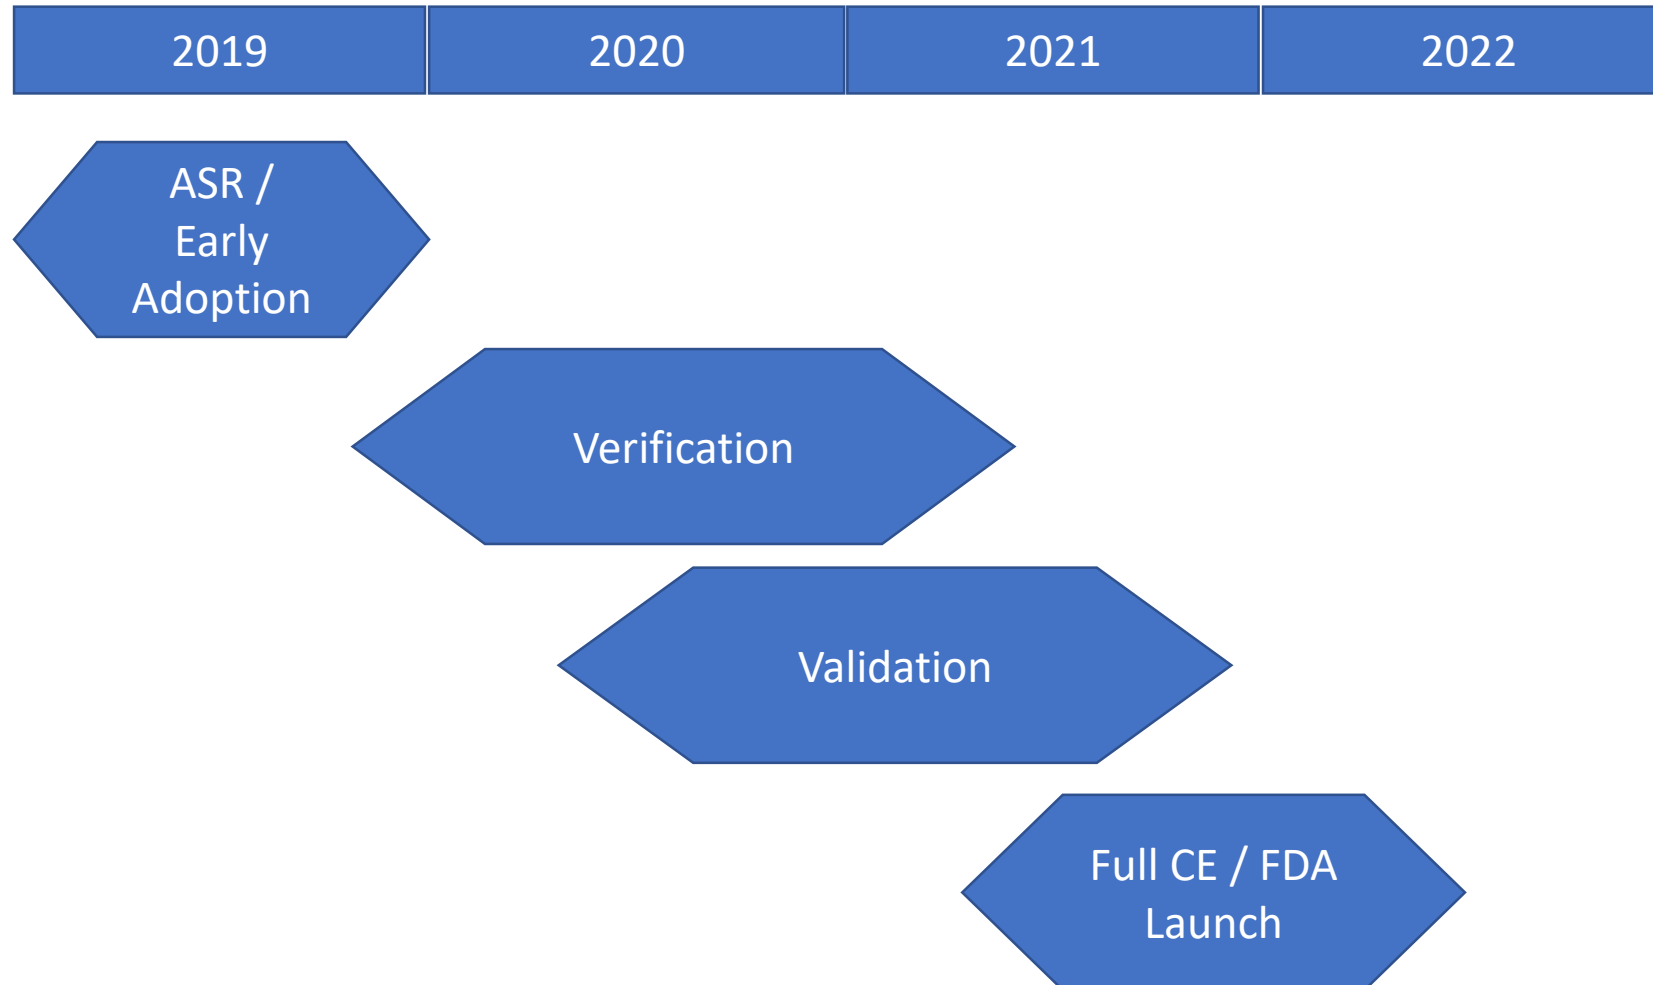 2019
2020
2021
2022
ASR /
Early
Adoption
Verification
Validation
Full CE / FDA
Launch